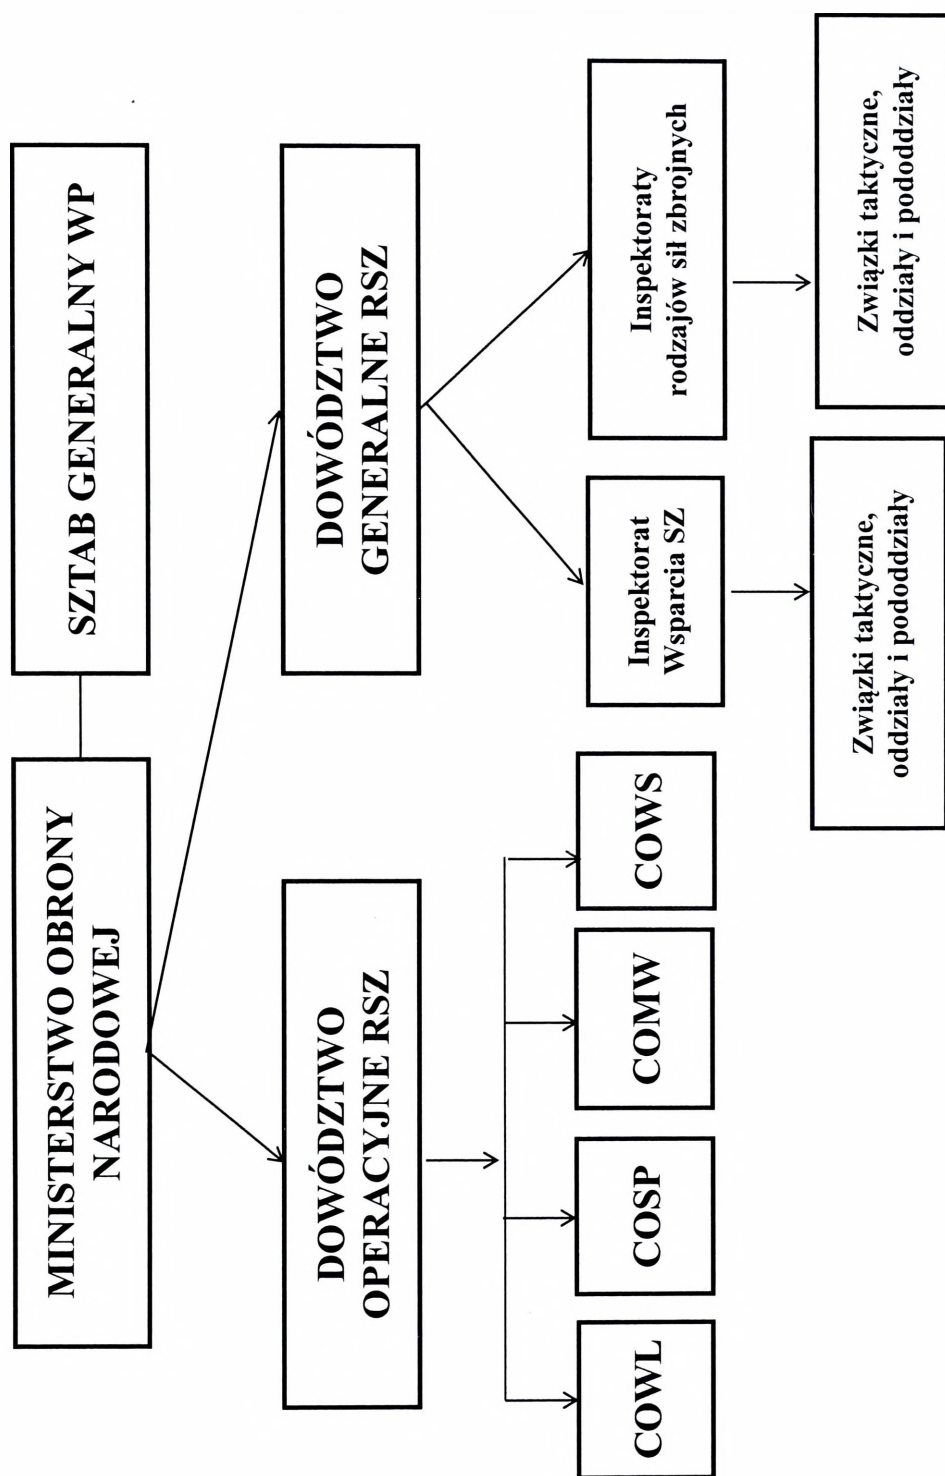 MINISTERSTWO OBRONY
NARODOWEJ
SZTAB GENERALNY WP
DOWÓDZTWO
OPERACYJNE RSZ
DOWÓDZTWO
GENERALNE RSZ
COWL
COSP
COMW
COWS
Inspektorat
Wsparcia SZ
Inspektoraty
rodzajów sił zbrojnych
Związki taktyczne,
oddziały i pododdziały
Związki taktyczne,
oddziały i pododdziały